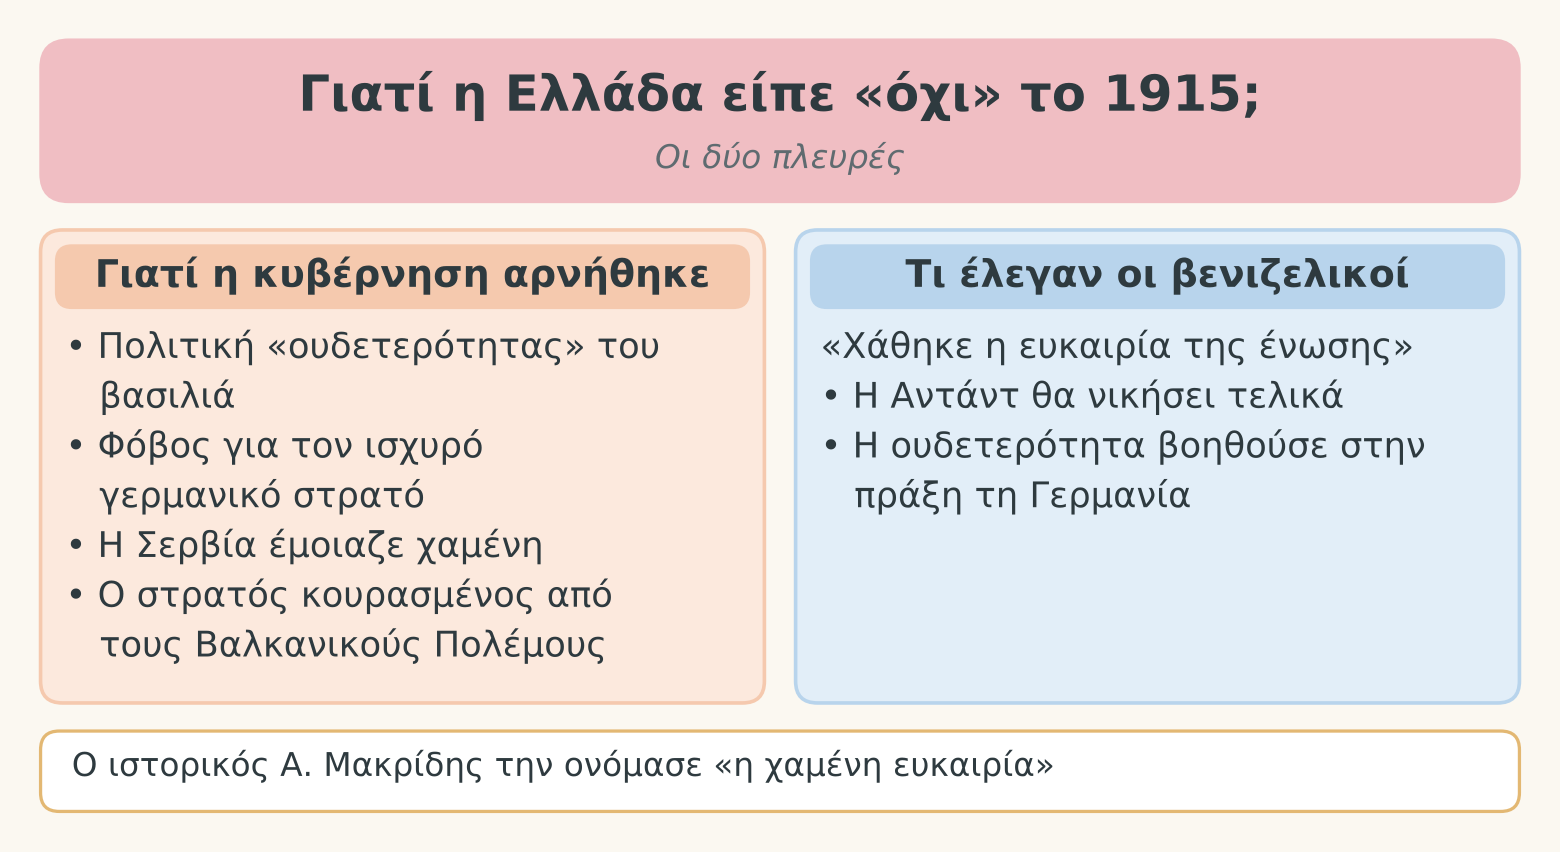 Γιατί η Ελλάδα είπε «όχι» το 1915;
Οι δύο πλευρές
Γιατί η κυβέρνηση αρνήθηκε
• Πολιτική «ουδετερότητας» του
βασιλιά
• Φόβος για τον ισχυρό
γερμανικό στρατό
• Η Σερβία έμοιαζε χαμένη
• Ο στρατός κουρασμένος από
τους Βαλκανικούς Πολέμους
Τι έλεγαν οι βενιζελικοί
«Χάθηκε η ευκαιρία της ένωσης»
• Η Αντάντ θα νικήσει τελικά
• Η ουδετερότητα βοηθούσε στην
πράξη τη Γερμανία
Ο ιστορικός Α. Μακρίδης την ονόμασε «η χαμένη ευκαιρία»